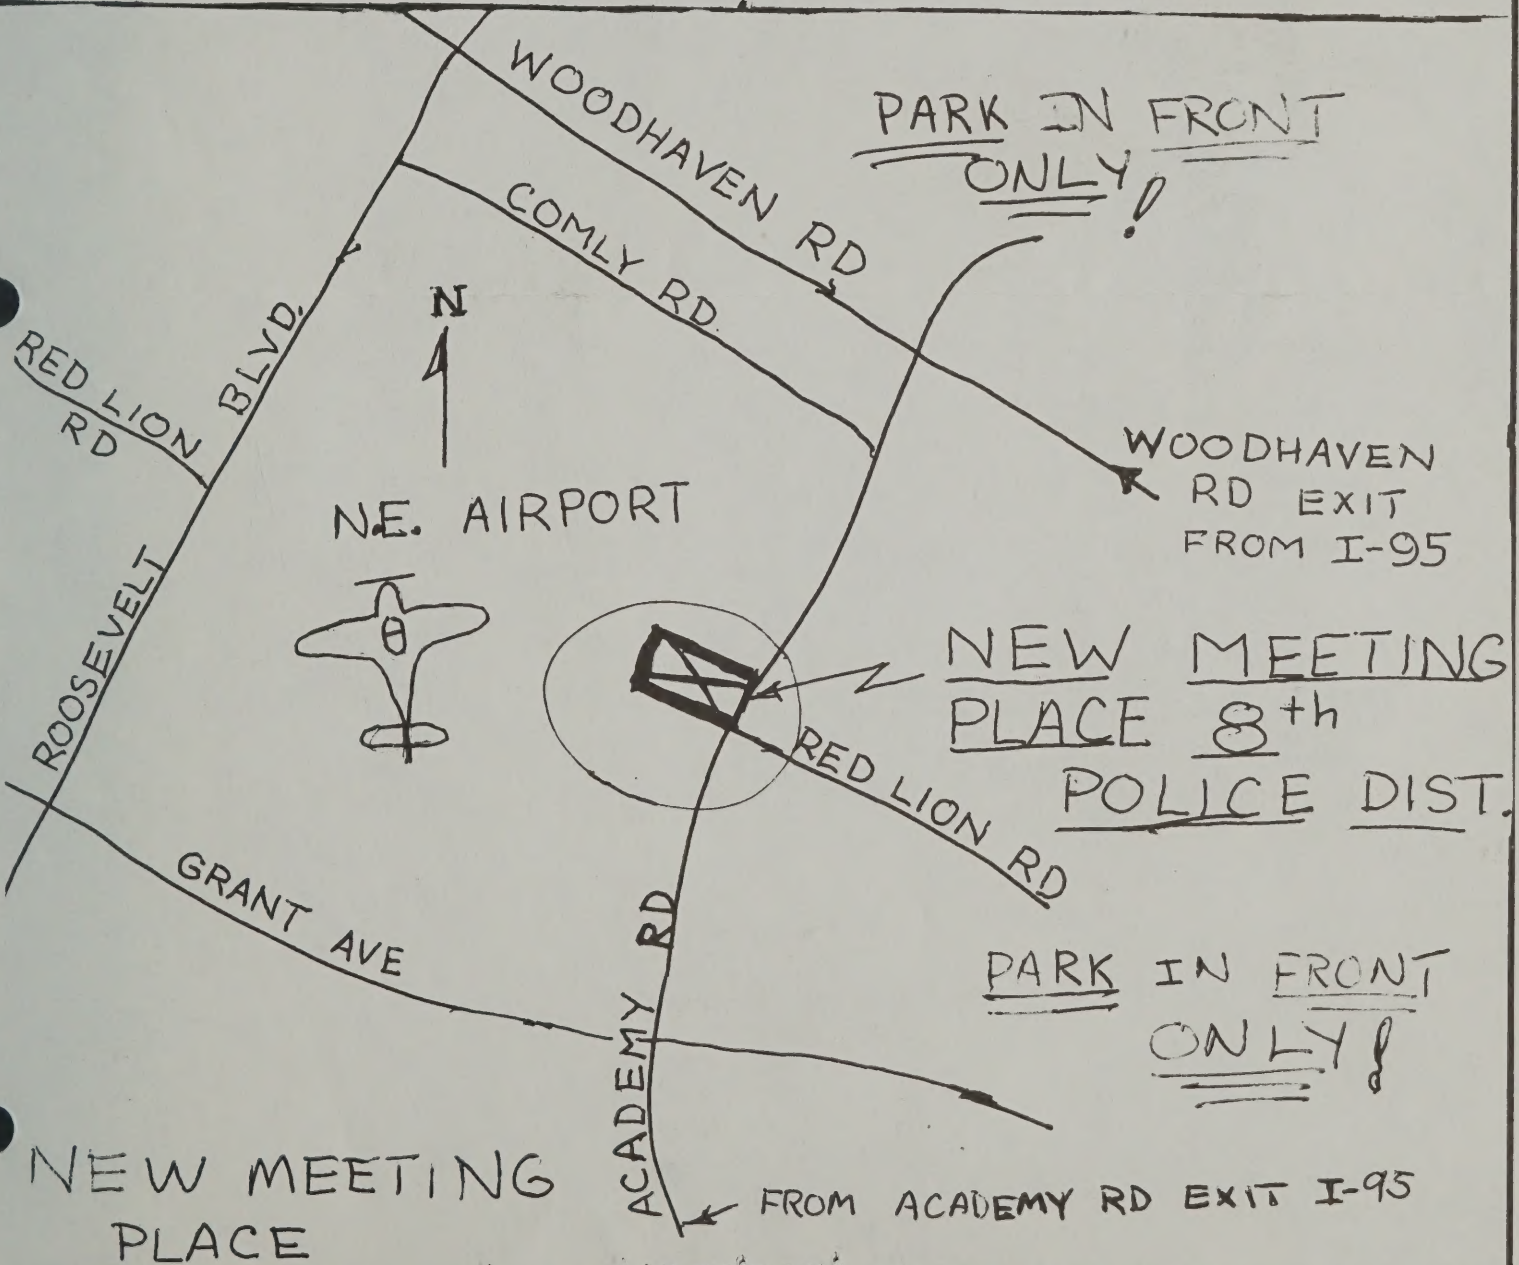 WOODHAVEN RD
PARK IN FRONT
ONLY!
COMLY RD.
N
RED LION
RD
ROOSEVELT BLVD.
N.E. AIRPORT
WOODHAVEN
RD EXIT
FROM I-95
NEW MEETING
PLACE 8th
POLICE DIST.
RED LION RD
GRANT AVE
ACADEMY RD
PARK IN FRONT
ONLY!
FROM ACADEMY RD EXIT I-95
NEW MEETING
PLACE